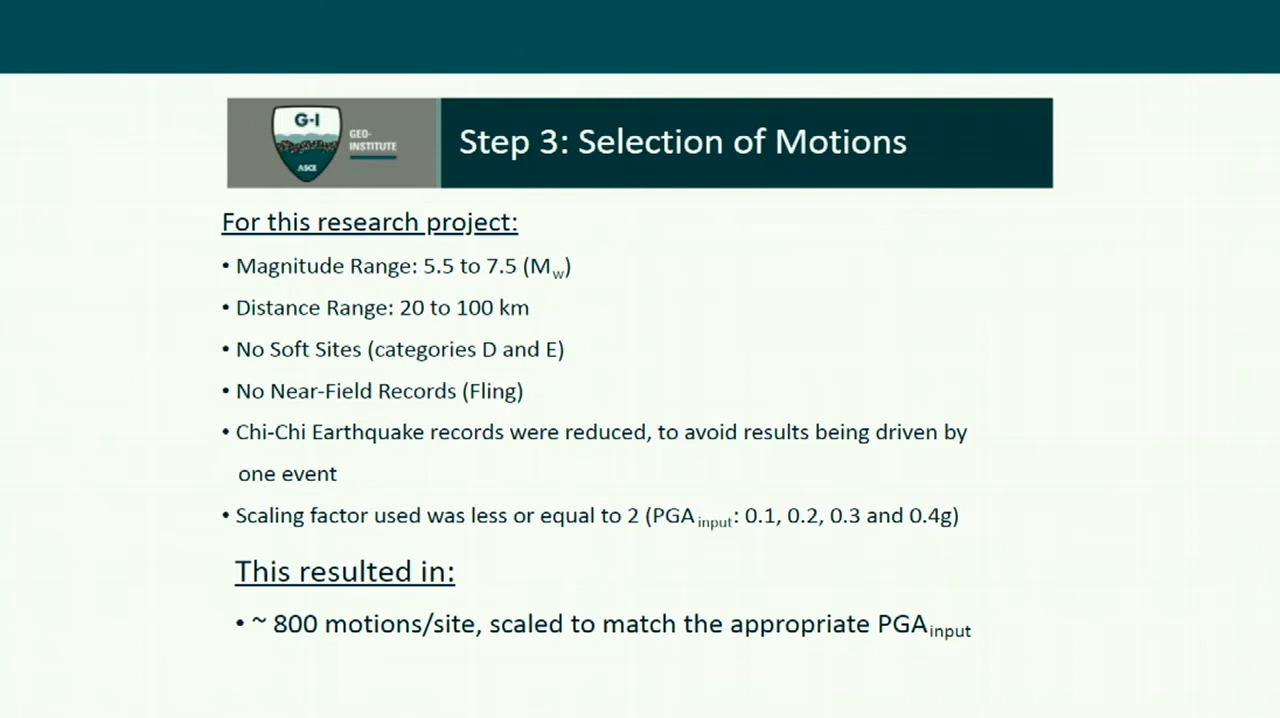 G-I
GEO-
INSTITUTE
ASCE
Step 3: Selection of Motions
For this research project:
• Magnitude Range: 5.5 to 7.5 (Mw)
• Distance Range: 20 to 100 km
• No Soft Sites (categories D and E)
• No Near-Field Records (Fling)
• Chi-Chi Earthquake records were reduced, to avoid results being driven by
one event
• Scaling factor used was less or equal to 2 (PGAinput: 0.1, 0.2, 0.3 and 0.4g)
This resulted in:
• ~ 800 motions/site, scaled to match the appropriate PGAinput